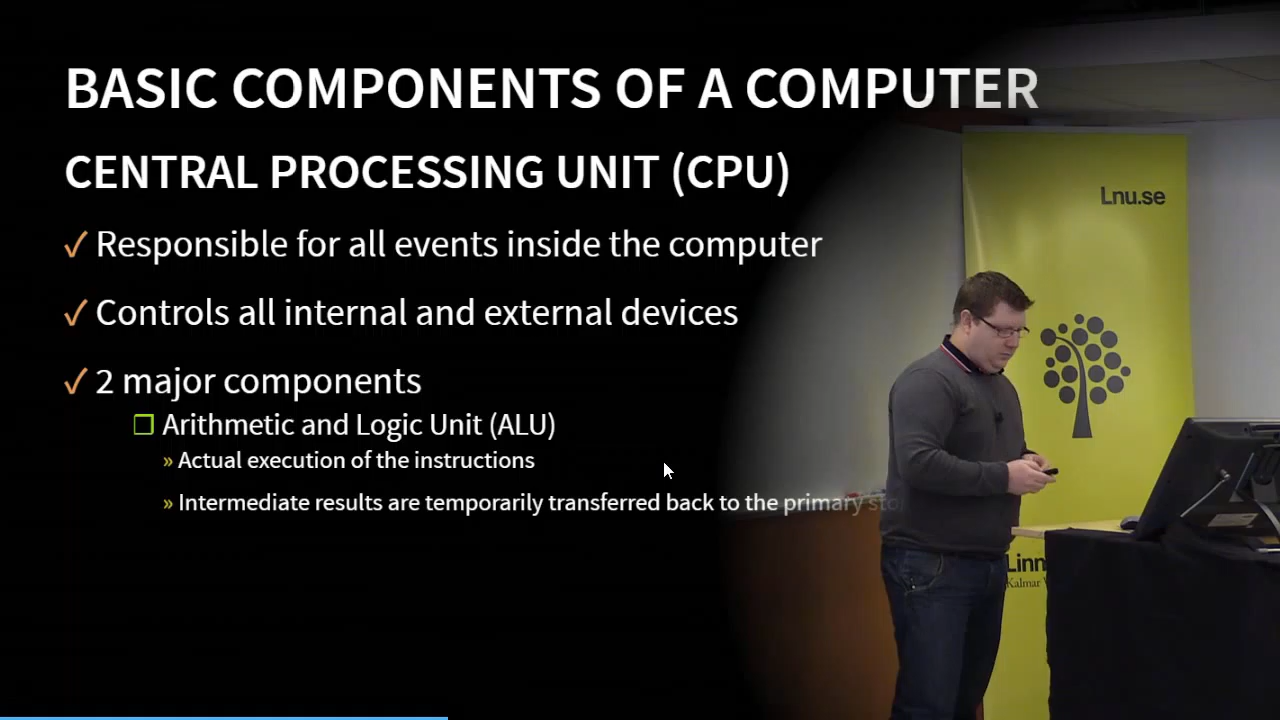 BASIC COMPONENTS OF A COMPUTER
CENTRAL PROCESSING UNIT (CPU)
✓ Responsible for all events inside the computer
✓ Controls all internal and external devices
✓ 2 major components
❒ Arithmetic and Logic Unit (ALU)
» Actual execution of the instructions
» Intermediate results are temporarily transferred back to the primary
Lnu.se
Kalmar